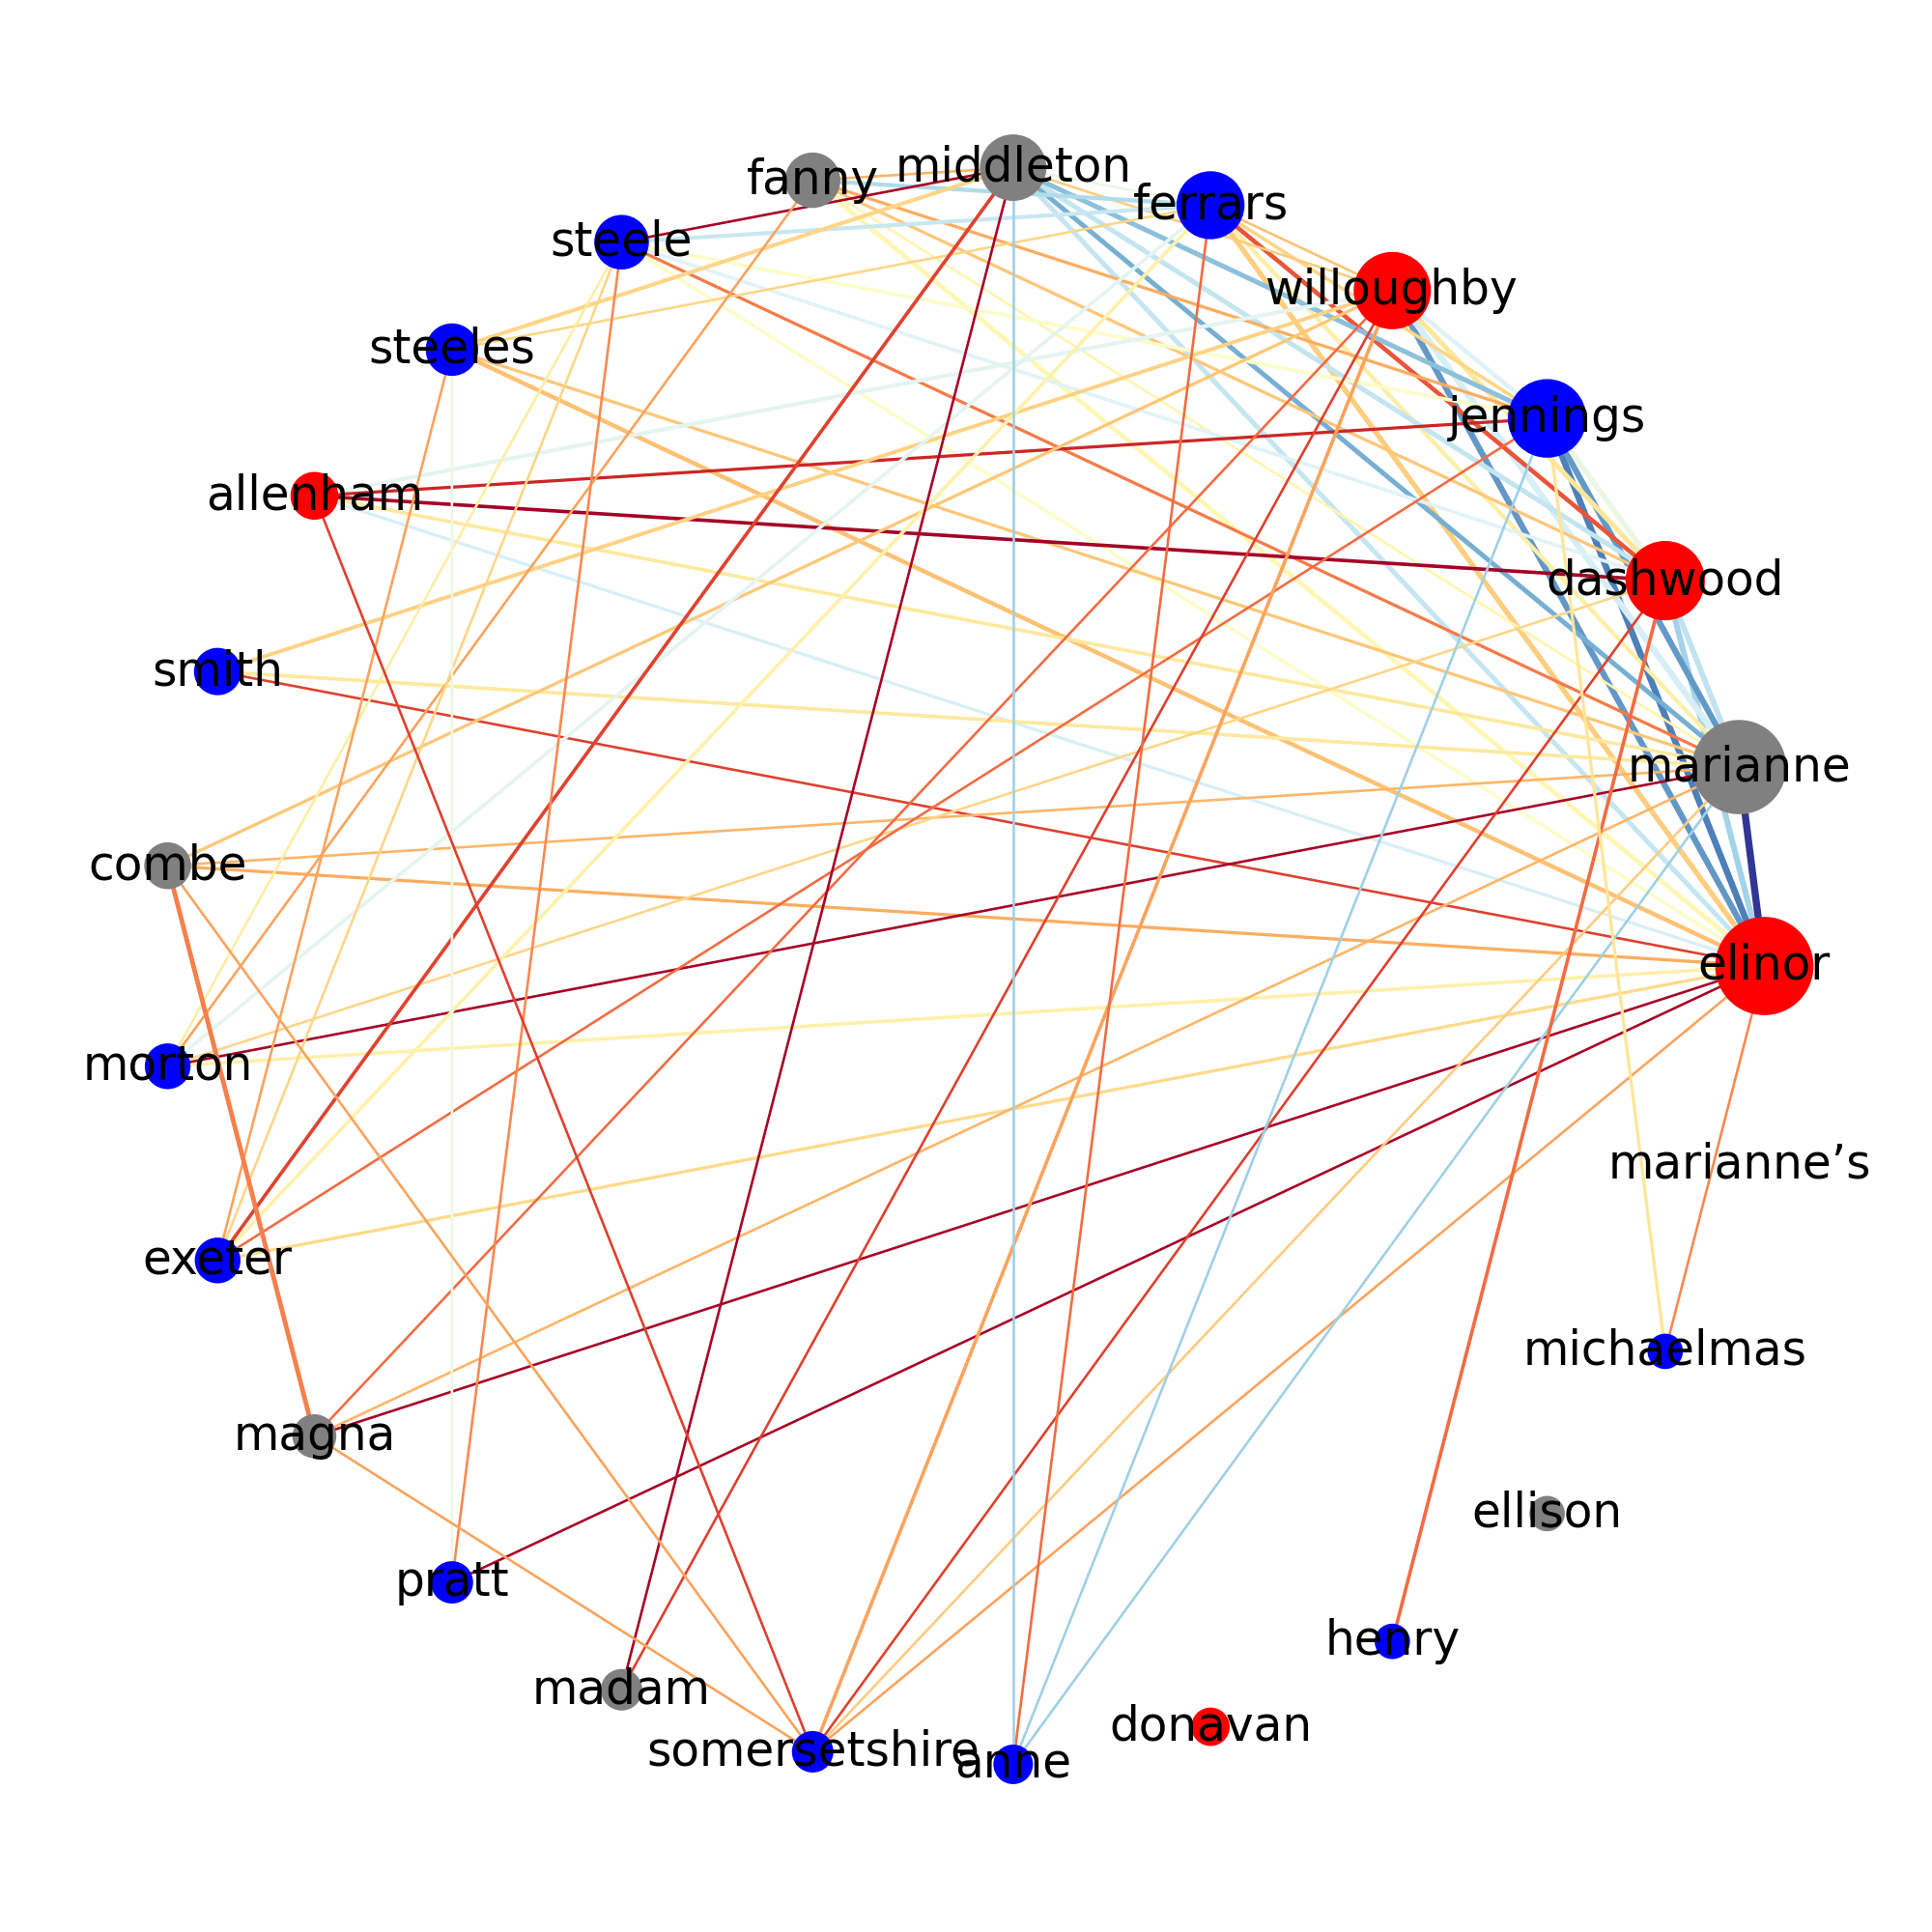 middleton
fanny
ferrars
steele
willoughby
steeles
jennings
allenham
dashwood
smith
marianne
combe
elinor
morton
marianne’s
exeter
michaelmas
magna
ellison
pratt
henry
madam
donavan
somersetshire
anne